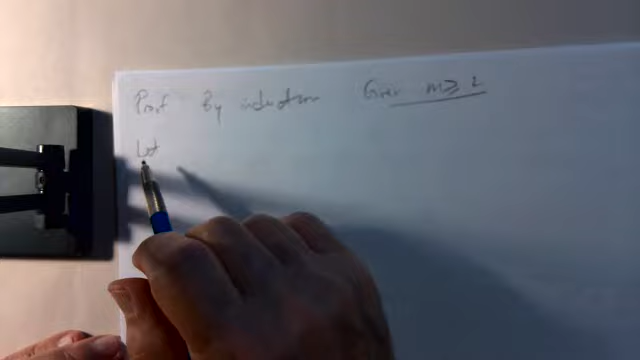 Proof By induction Given m ≥ 2
Let